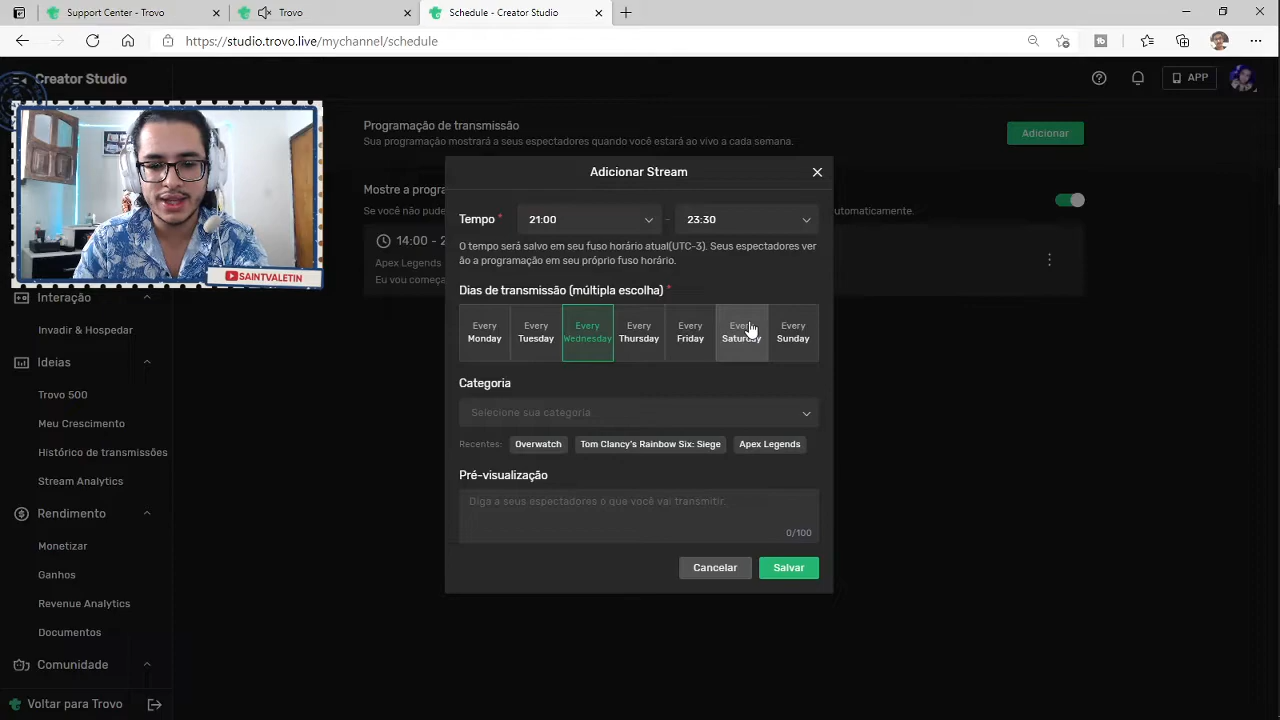 Support Center - Trovo
Trovo
Schedule - Creator Studio
https://studio.trovo.live/mychannel/schedule
Creator Studio
APP
Programação de transmissão
Sua programação mostrará a seus espectadores quando você estará ao vivo a cada semana.
Adicionar
Mostre a progra
Se você não pude
automaticamente.
14:00 - 2
Apex Legends
Eu vou começa
SAINTVALETIN
Interação
Invadir & Hospedar
Ideias
Trovo 500
Meu Crescimento
Histórico de transmissões
Stream Analytics
Rendimento
Monetizar
Ganhos
Revenue Analytics
Documentos
Comunidade
Voltar para Trovo
Adicionar Stream
Tempo * 21:00 - 23:30
O tempo será salvo em seu fuso horário atual(UTC-3). Seus espectadores ver
ão a programação em seu próprio fuso horário.
Dias de transmissão (múltipla escolha) *
Every Every Every Every Every Every Every
Monday Tuesday Wednesday Thursday Friday Saturday Sunday
Categoria
Selecione sua categoria
Recentes: Overwatch Tom Clancy's Rainbow Six: Siege Apex Legends
Pré-visualização
Diga a seus espectadores o que você vai transmitir.
0/100
Cancelar Salvar